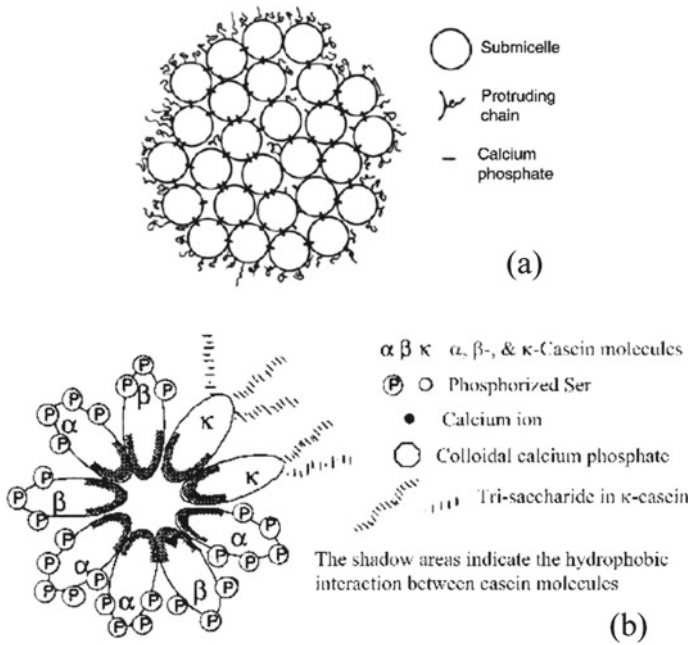 Submicelle
Protruding
chain
Calcium
phosphate
(a)
α β κ α, β-, & κ-Casein molecules
P Phosphorized Ser
Calcium ion
Colloidal calcium phosphate
Tri-saccharide in κ-casein
The shadow areas indicate the hydrophobic
interaction between casein molecules
(b)
P P P β
P P P P α
κ
κ
P P P β
P P P P α
P P P P P α
P P P P α
P P P P β